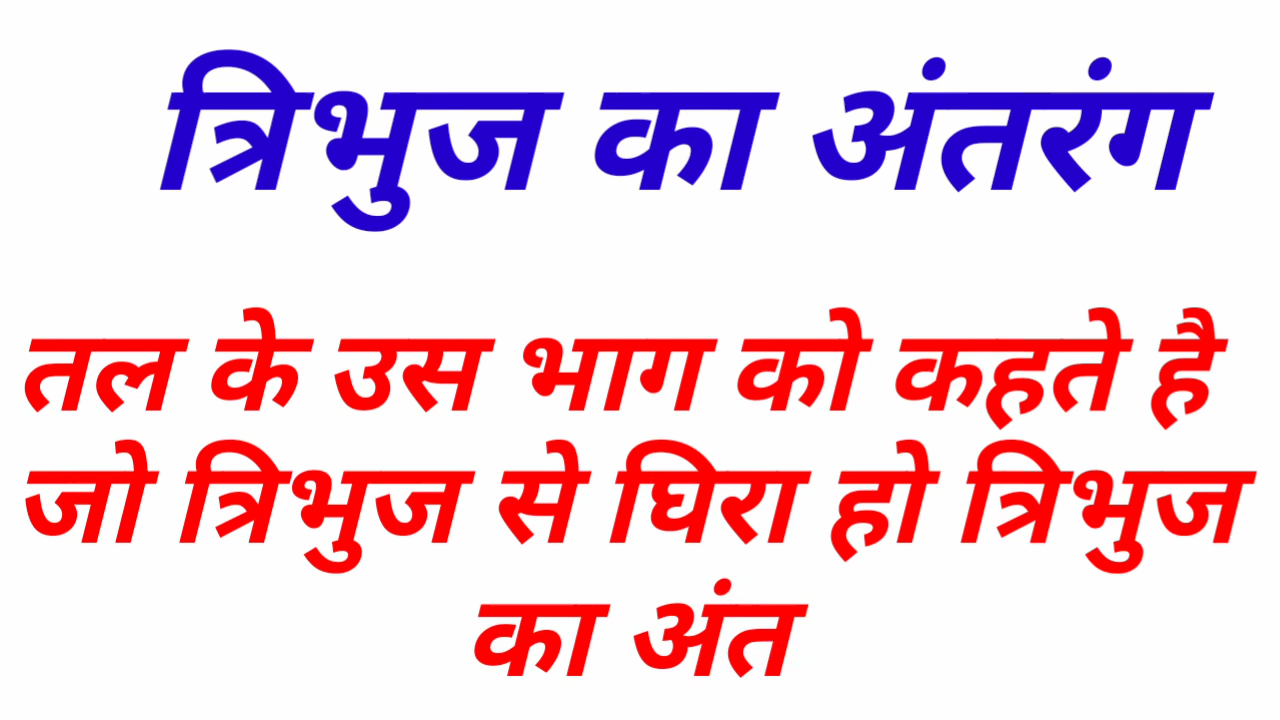 त्रिभुज का अंतरंग
तल के उस भाग को कहते है
जो त्रिभुज से घिरा हो त्रिभुज
का अंत